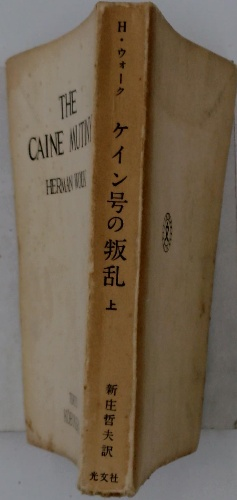 THE
CAINE MUTINY
HERMAN WOUK
H・ウォーク
ケイン号の叛乱
上
新庄哲夫訳
光文社